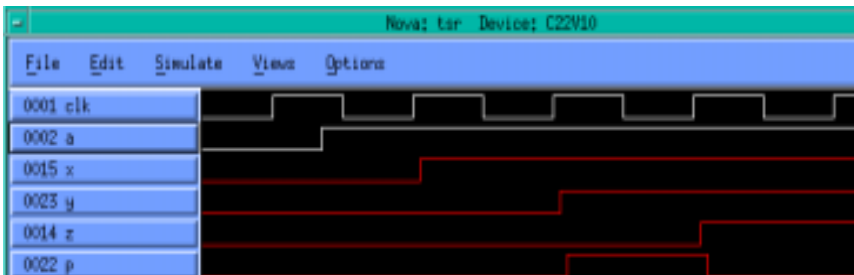 Nova: tsr Device: C22V10
File Edit Simulate Views Options
0001 clk
0002 a
0015 x
0023 y
0014 z
0022 p